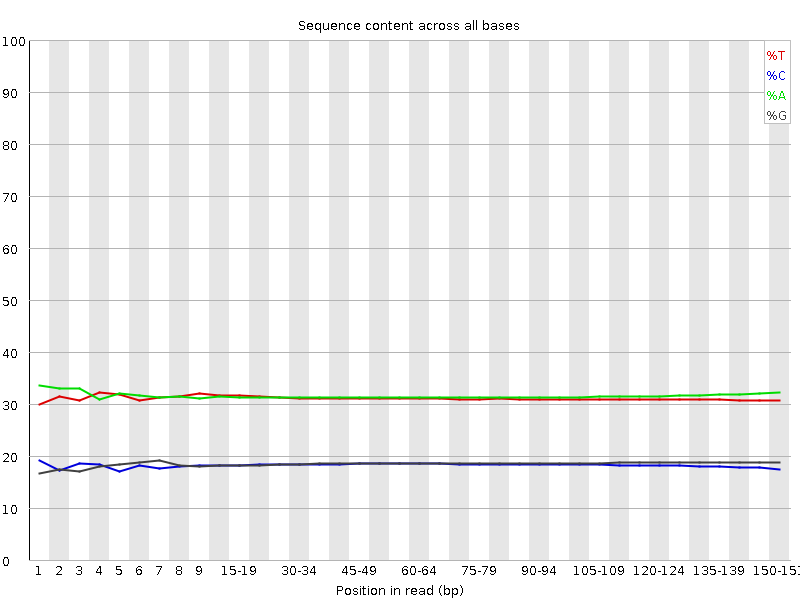 Sequence content across all bases
100
90
80
70
60
50
40
30
20
10
0
%T
%C
%A
%G
1 2 3 4 5 6 7 8 9 15-19 30-34 45-49 60-64 75-79 90-94 105-109 120-124 135-139 150-151
Position in read (bp)